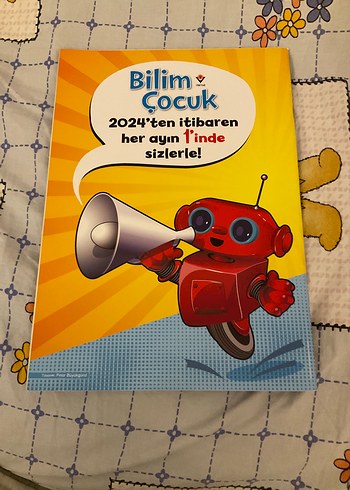 Bilim
Çocuk
2024'ten itibaren
her ayın 1'inde
sizlerle!